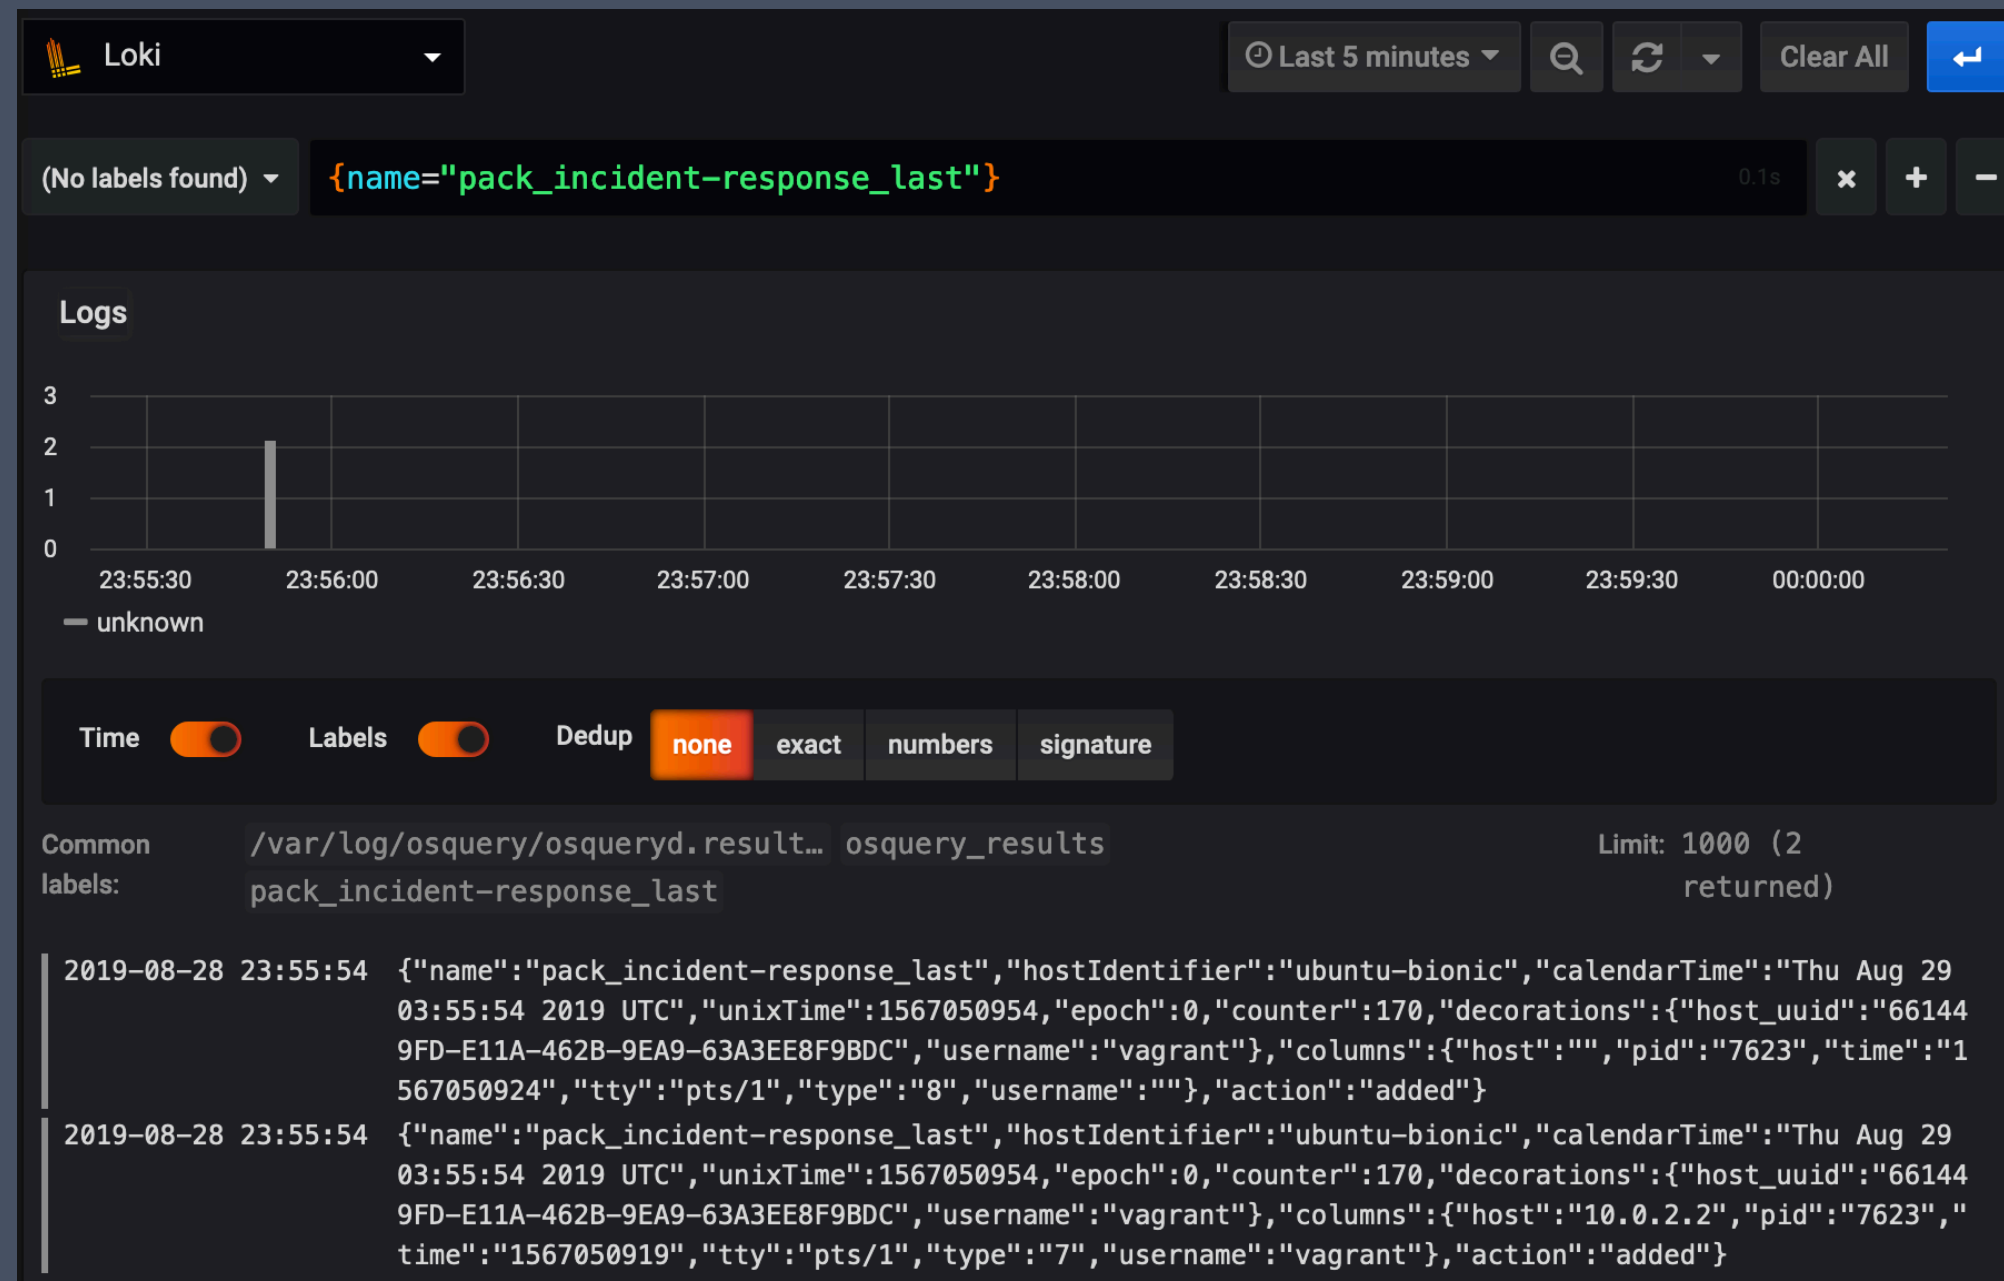 Loki
Last 5 minutes
Clear All
(No labels found)
{name="pack_incident-response_last"}
0.1s
Logs
3
2
1
0
23:55:30 23:56:00 23:56:30 23:57:00 23:57:30 23:58:00 23:58:30 23:59:00 23:59:30 00:00:00
unknown
Time Labels Dedup none exact numbers signature
Common labels:
/var/log/osquery/osqueryd.result… osquery_results
pack_incident-response_last
Limit: 1000 (2
returned)
2019-08-28 23:55:54 {"name":"pack_incident-response_last","hostIdentifier":"ubuntu-bionic","calendarTime":"Thu Aug 29
03:55:54 2019 UTC","unixTime":1567050954,"epoch":0,"counter":170,"decorations":{"host_uuid":"66144
9FD-E11A-462B-9EA9-63A3EE8F9BDC","username":"vagrant"},"columns":{"host":"","pid":"7623","time":"1
567050924","tty":"pts/1","type":"8","username":""},"action":"added"}
2019-08-28 23:55:54 {"name":"pack_incident-response_last","hostIdentifier":"ubuntu-bionic","calendarTime":"Thu Aug 29
03:55:54 2019 UTC","unixTime":1567050954,"epoch":0,"counter":170,"decorations":{"host_uuid":"66144
9FD-E11A-462B-9EA9-63A3EE8F9BDC","username":"vagrant"},"columns":{"host":"10.0.2.2","pid":"7623","
time":"1567050919","tty":"pts/1","type":"7","username":"vagrant"},"action":"added"}